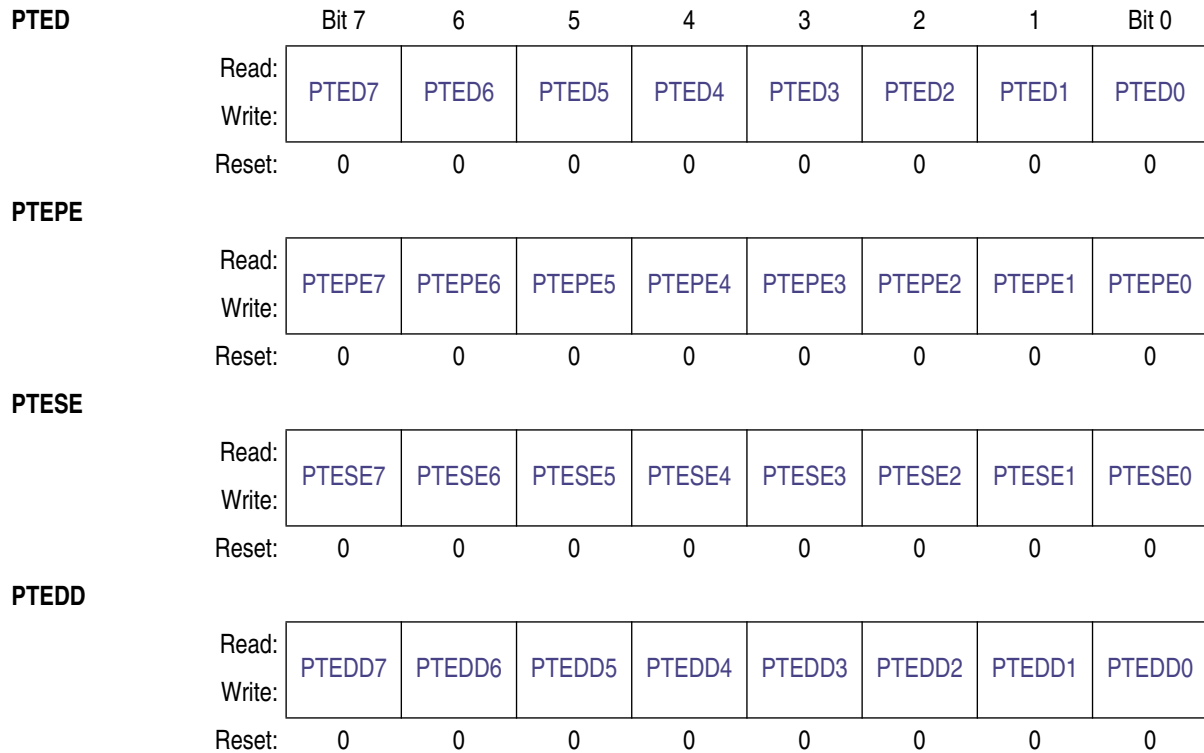 PTED Bit 7 6 5 4 3 2 1 Bit 0
Read:
PTED7 PTED6 PTED5 PTED4 PTED3 PTED2 PTED1 PTED0
Write:
Reset: 0 0 0 0 0 0 0 0
PTEPE
Read:
PTEPE7 PTEPE6 PTEPE5 PTEPE4 PTEPE3 PTEPE2 PTEPE1 PTEPE0
Write:
Reset: 0 0 0 0 0 0 0 0
PTESE
Read:
PTESE7 PTESE6 PTESE5 PTESE4 PTESE3 PTESE2 PTESE1 PTESE0
Write:
Reset: 0 0 0 0 0 0 0 0
PTEDD
Read:
PTEDD7 PTEDD6 PTEDD5 PTEDD4 PTEDD3 PTEDD2 PTEDD1 PTEDD0
Write:
Reset: 0 0 0 0 0 0 0 0